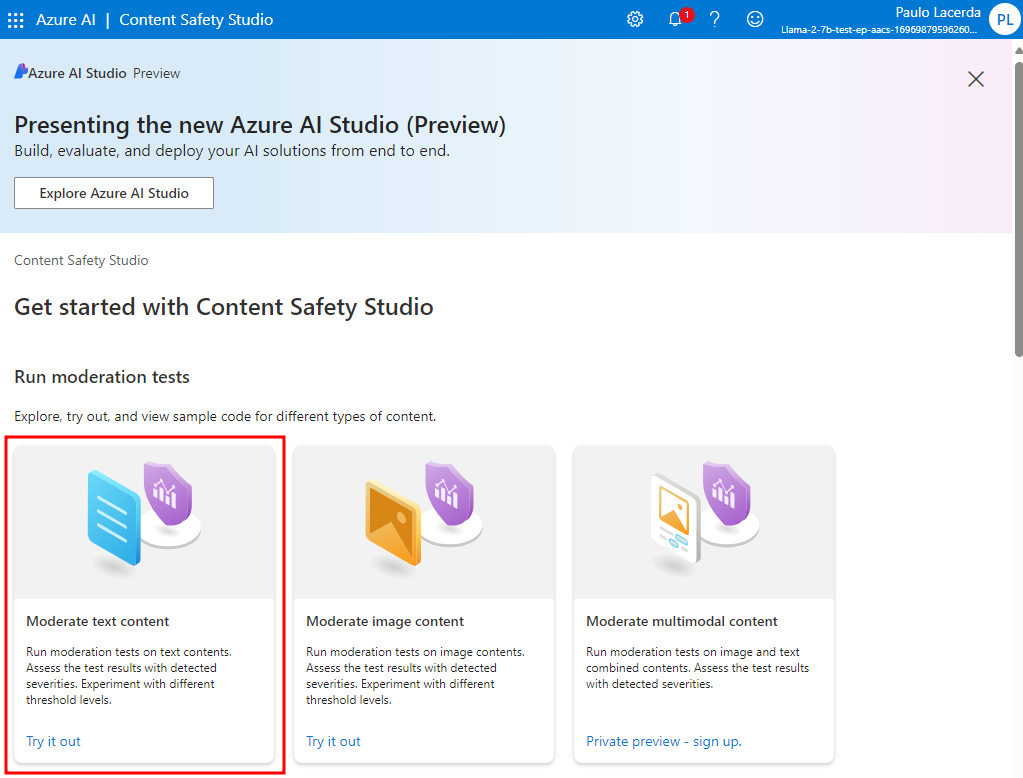 Azure AI | Content Safety Studio
1
?
Paulo Lacerda
Llama-2-7b-test-ep-aacs-16969879596260...
PL
Azure AI Studio Preview
Presenting the new Azure AI Studio (Preview)
Build, evaluate, and deploy your AI solutions from end to end.
Explore Azure AI Studio
Content Safety Studio
Get started with Content Safety Studio
Run moderation tests
Explore, try out, and view sample code for different types of content.
Moderate text content
Run moderation tests on text contents.
Assess the test results with detected
severities. Experiment with different
threshold levels.
Try it out
Moderate image content
Run moderation tests on image contents.
Assess the test results with detected
severities. Experiment with different
threshold levels.
Try it out
Moderate multimodal content
Run moderation tests on image and text
combined contents. Assess the test results
with detected severities.
Private preview - sign up.